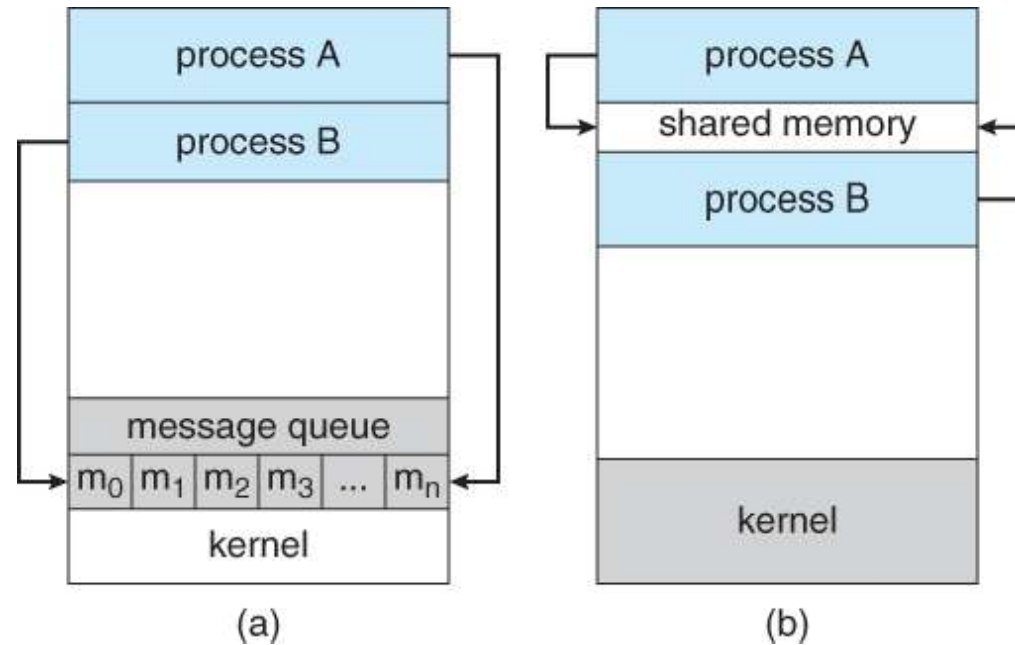 process A
process B
message queue
m₀ m₁ m₂ m₃ ... mₙ
kernel
(a)
process A
shared memory
process B
kernel
(b)